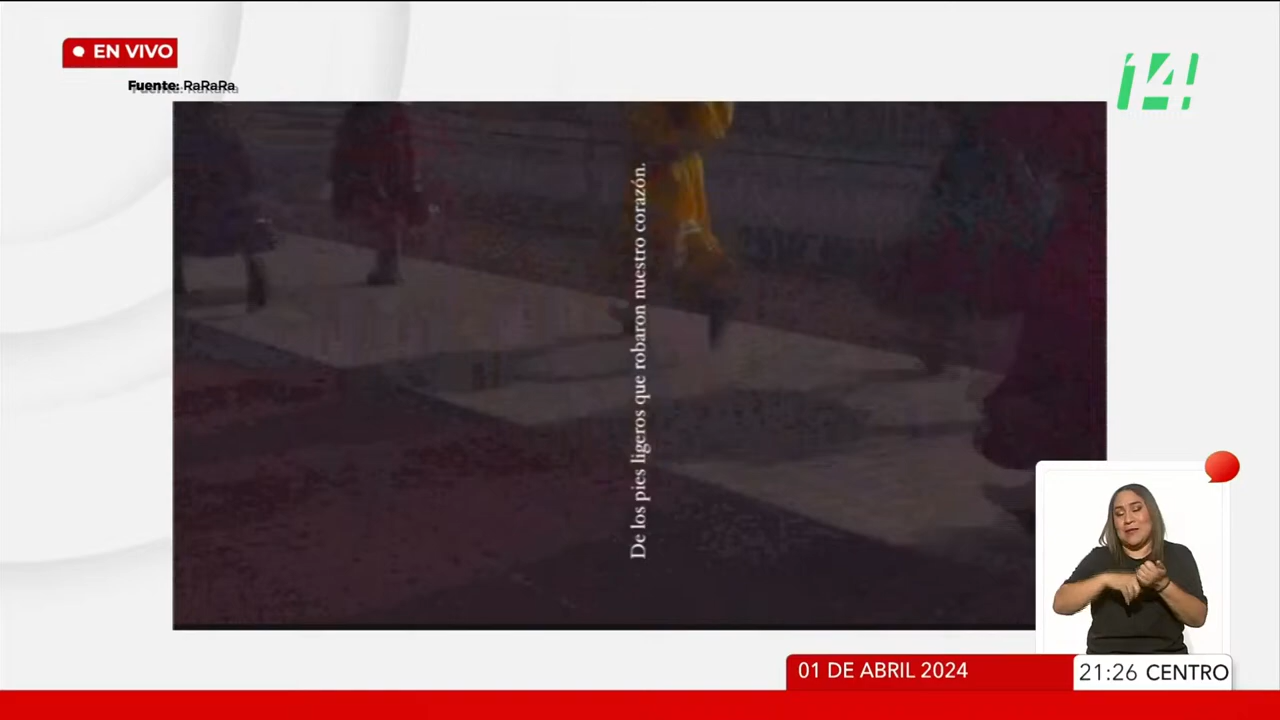 EN VIVO
Fuente: RaRaRa
14!
De los pies ligeros que robaron nuestro corazón.
01 DE ABRIL 2024
21:26 CENTRO